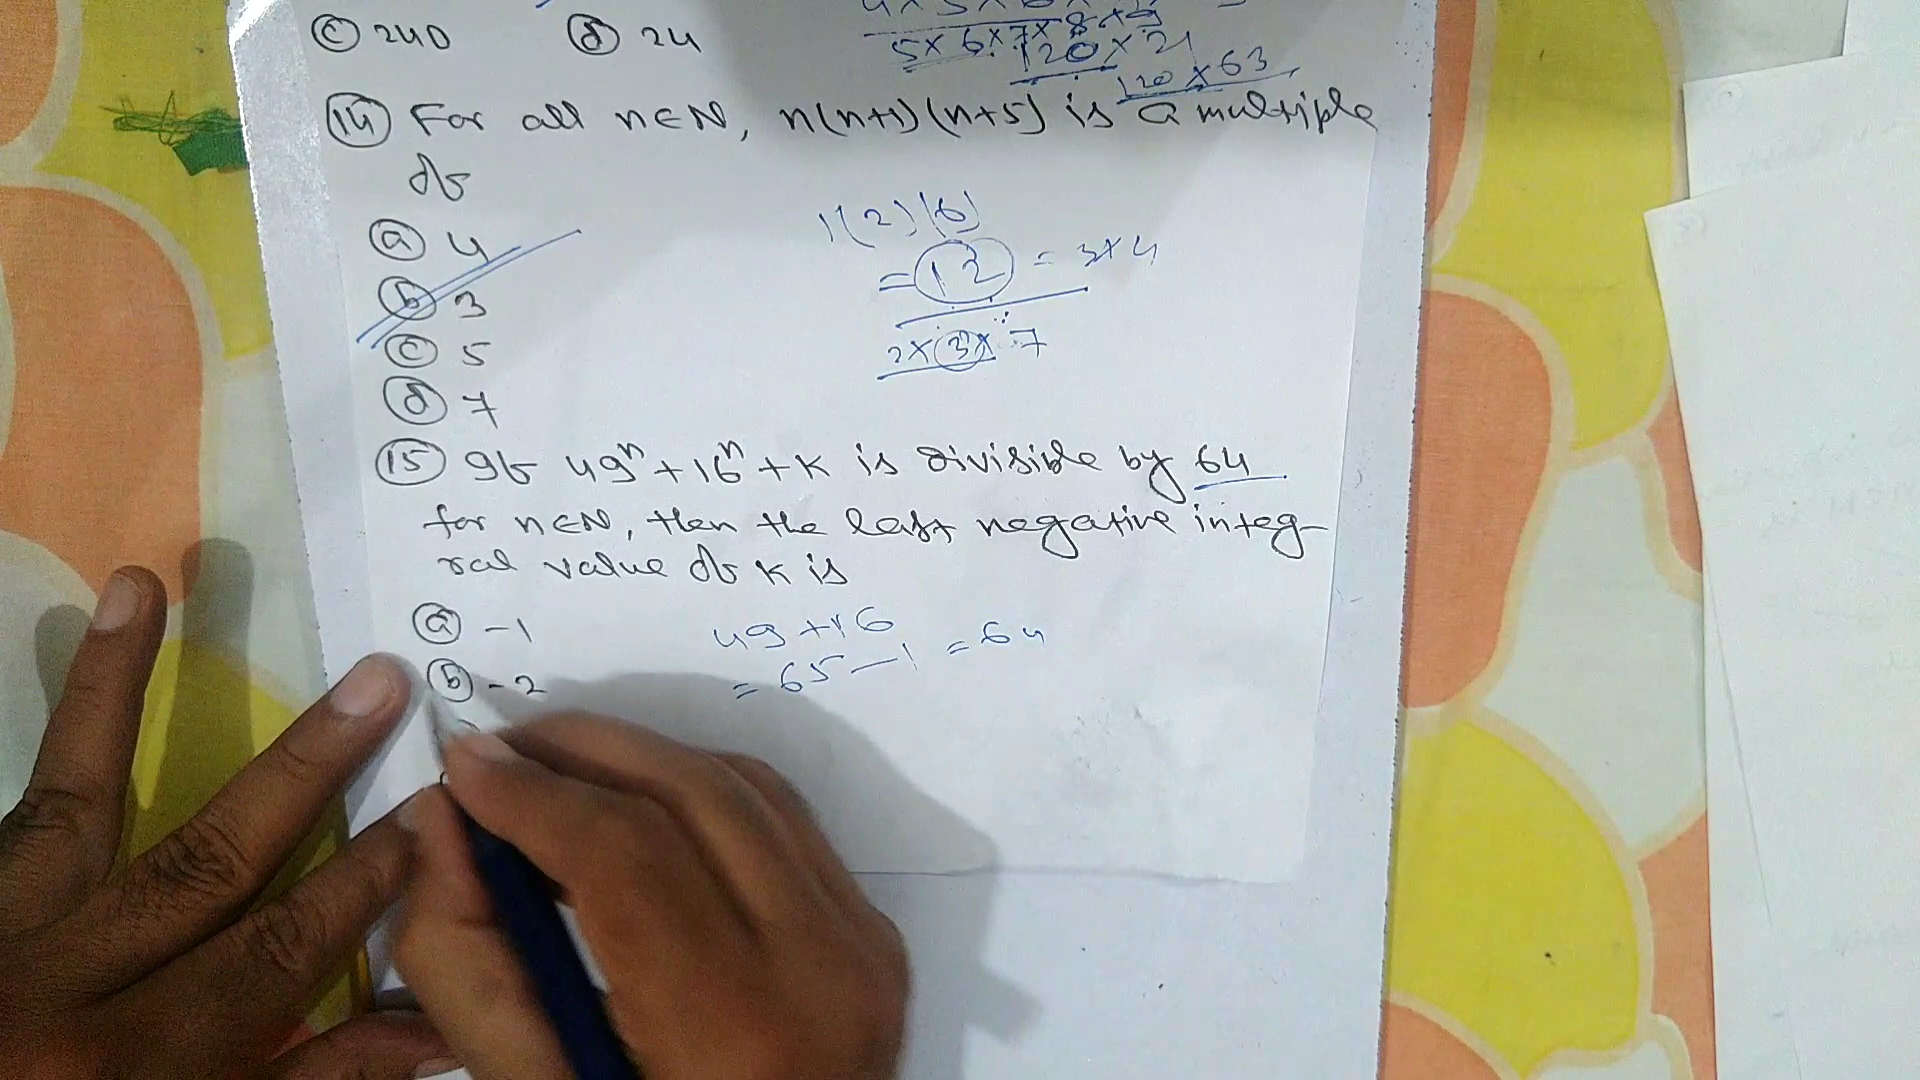 (c) 240 (d) 24
5×6×7×8×9
120×21
120×63
(14) For all n∈N, n(n+1)(n+5) is a multiple
of
(a) 4
(b) 3
(c) 5
(d) 7
1(2)(6)
=12 = 3×4
2×3×7
(15) If 49ⁿ+16ⁿ+K is divisible by 64
for n∈N, then the last negative integ-
ral value of K is
(a) -1
(b) -2
49+16
=65-1 =64